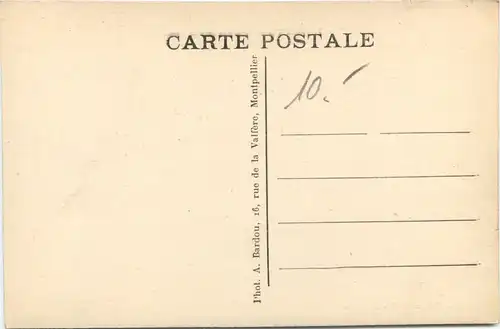 CARTE POSTALE
10.-
Phot. A. Bardou, 16, rue de la Valfère, Montpellier